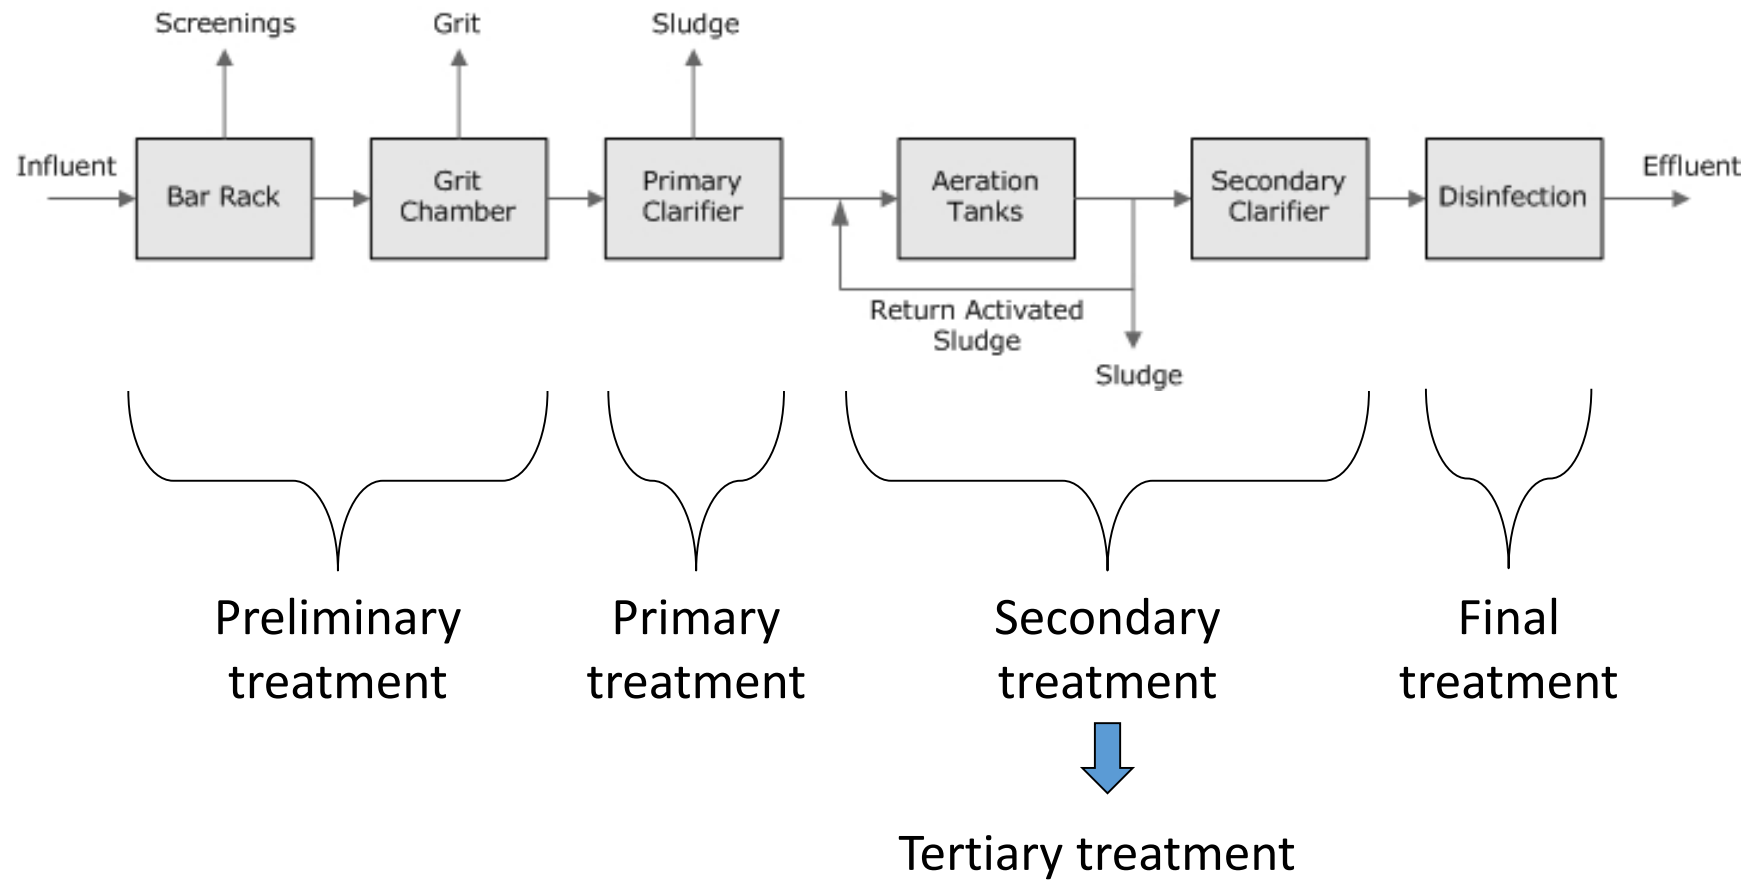 Screenings
Grit
Sludge
Influent
Bar Rack
Grit
Chamber
Primary
Clarifier
Aeration
Tanks
Secondary
Clarifier
Disinfection
Effluent
Return Activated
Sludge
Sludge
Preliminary
treatment
Primary
treatment
Secondary
treatment
Final
treatment
Tertiary treatment